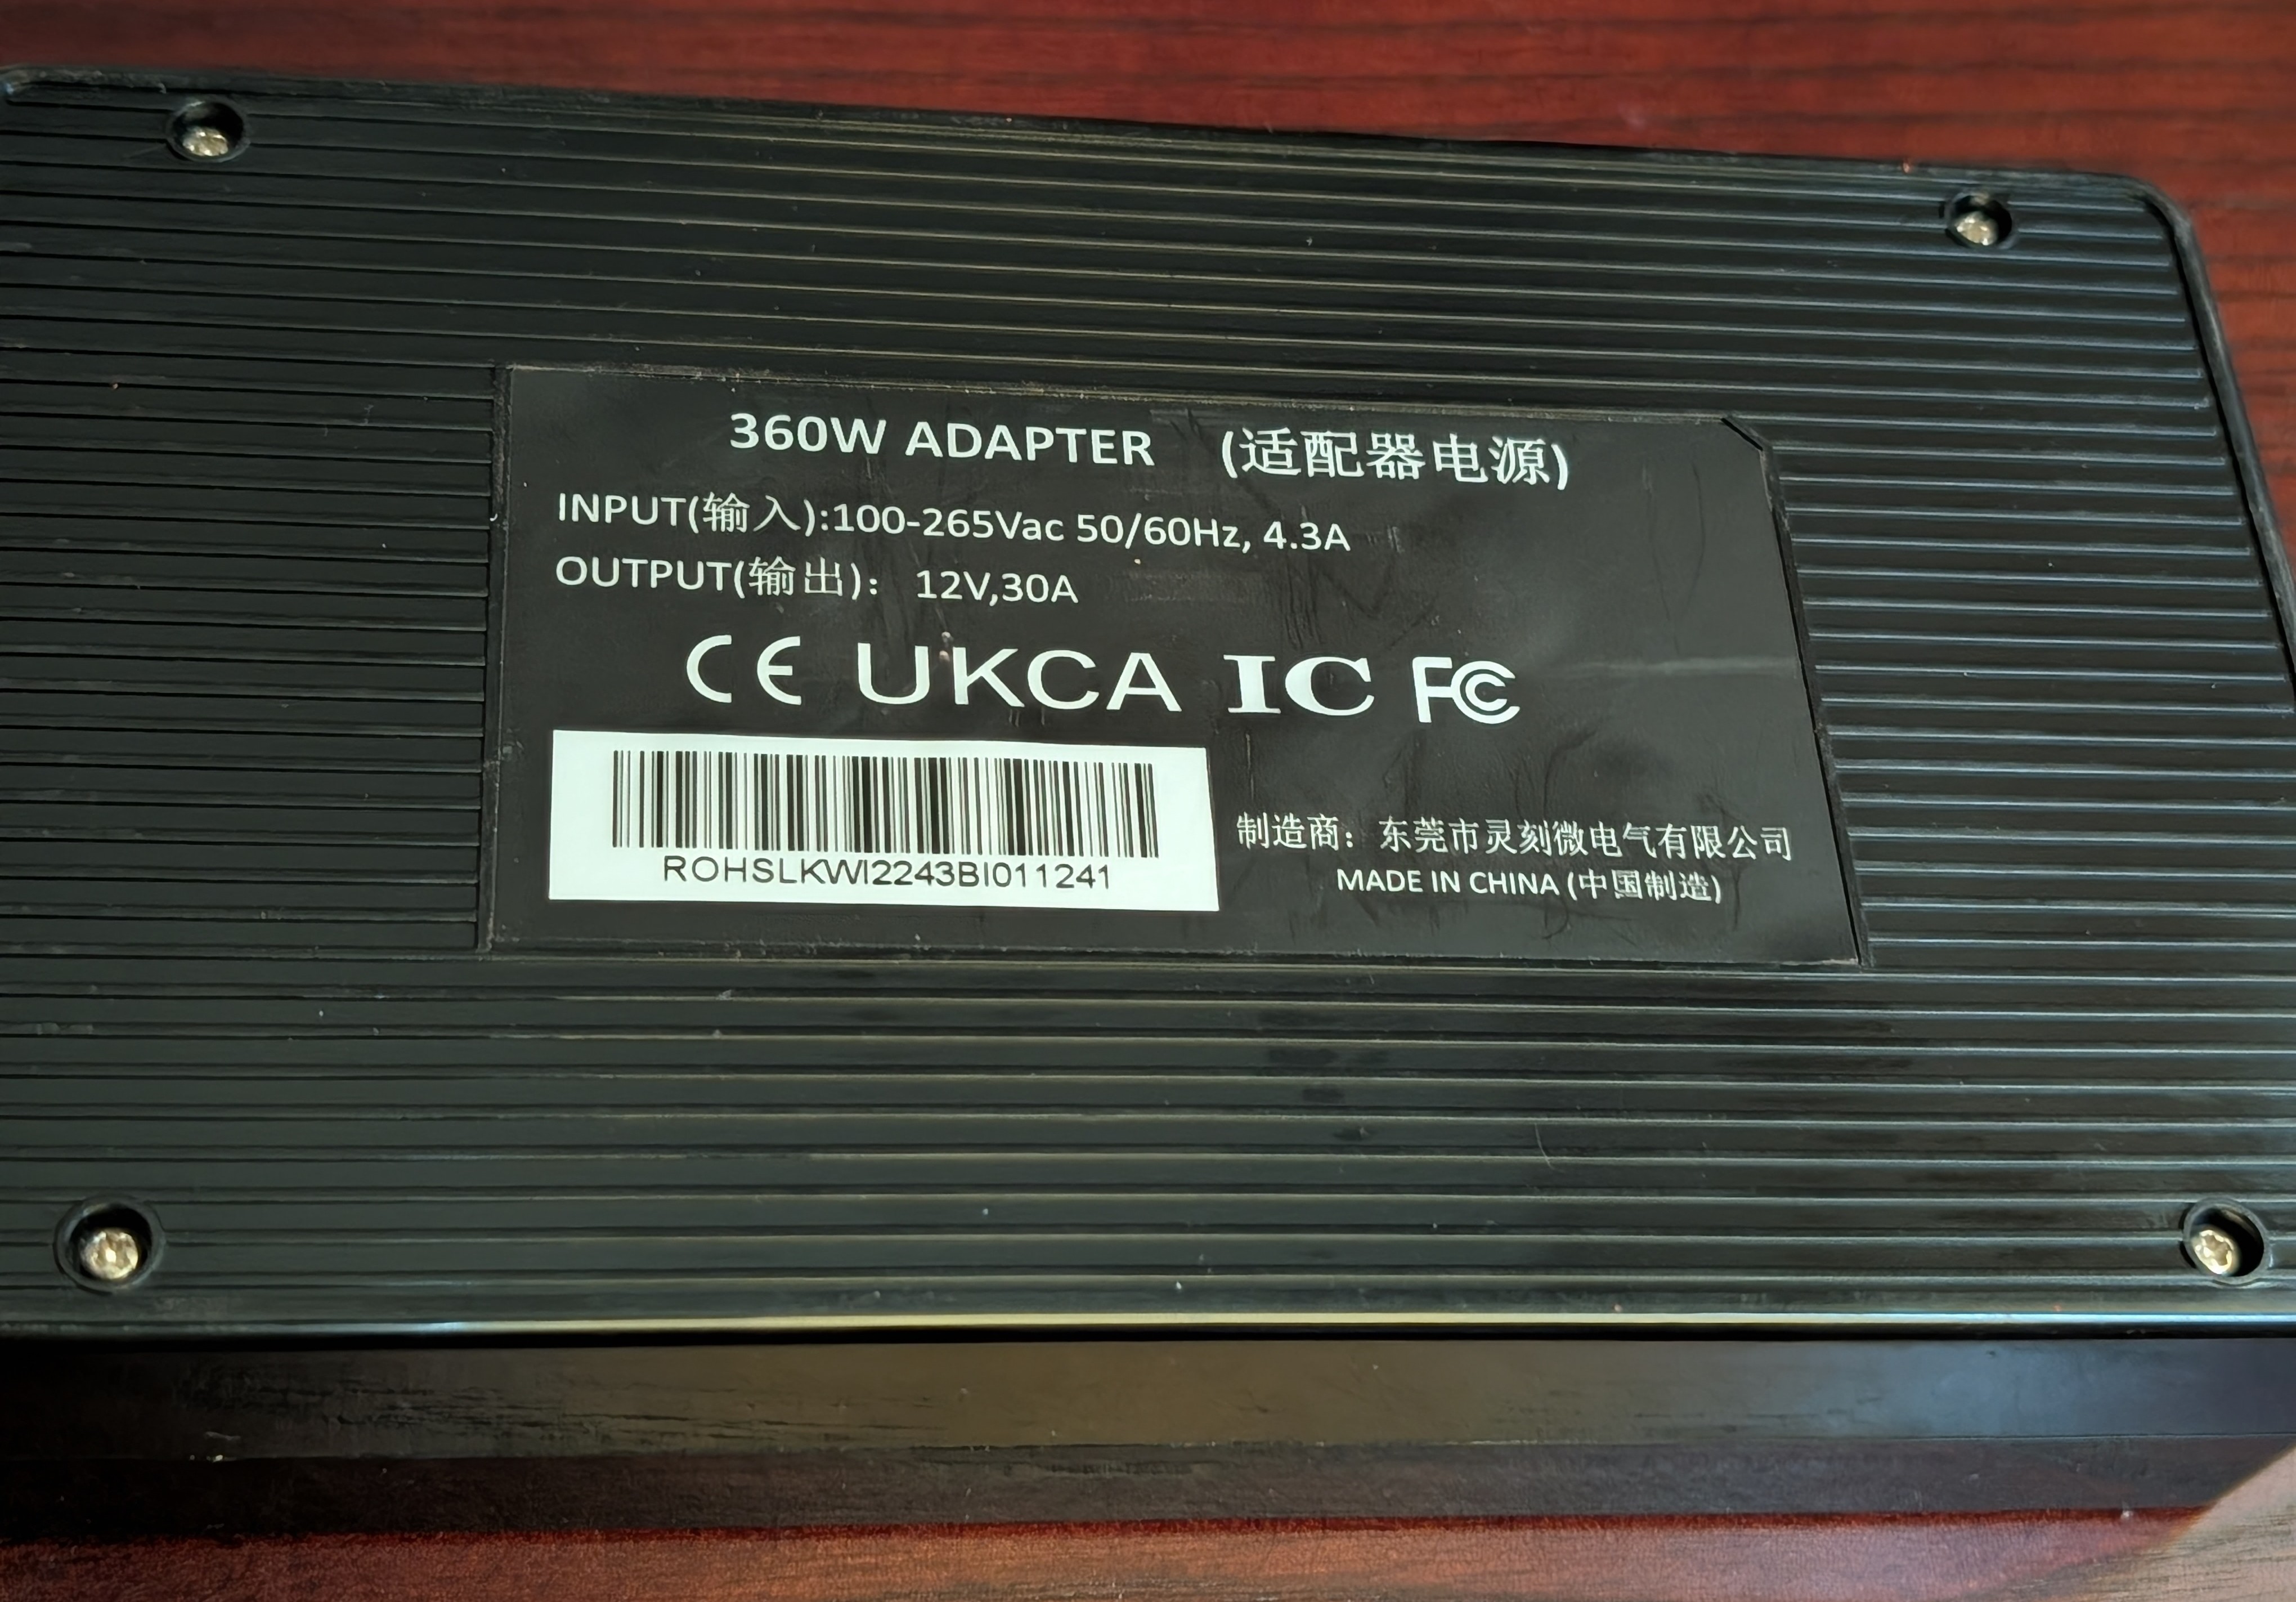 360W ADAPTER (适配器电源)
INPUT(输入):100-265Vac 50/60Hz, 4.3A
OUTPUT(输出)： 12V,30A
CE UKCA IC FC
ROHSLKWI2243BI011241
制造商：东莞市灵刻微电气有限公司
MADE IN CHINA (中国制造)